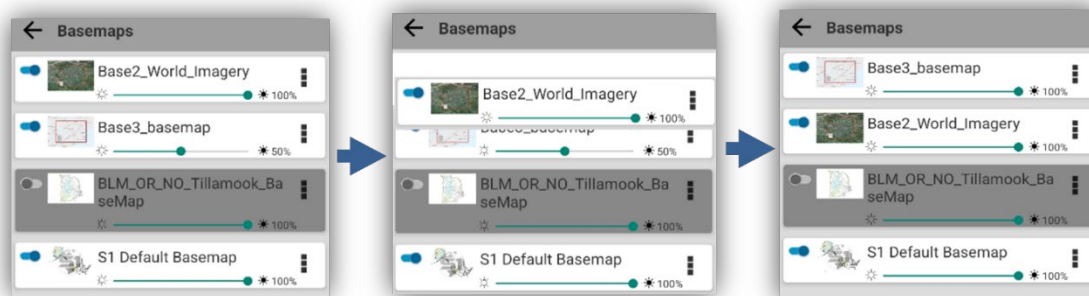 Basemaps
Base2_World_Imagery
100%
Base3_basemap
50%
BLM_OR_NO_Tillamook_Ba
seMap
100%
S1 Default Basemap
100%
Basemaps
Base2_World_Imagery
100%
Base3_basemap
50%
BLM_OR_NO_Tillamook_Ba
seMap
100%
S1 Default Basemap
100%
Basemaps
Base3_basemap
100%
Base2_World_Imagery
100%
BLM_OR_NO_Tillamook_Ba
seMap
100%
S1 Default Basemap
100%